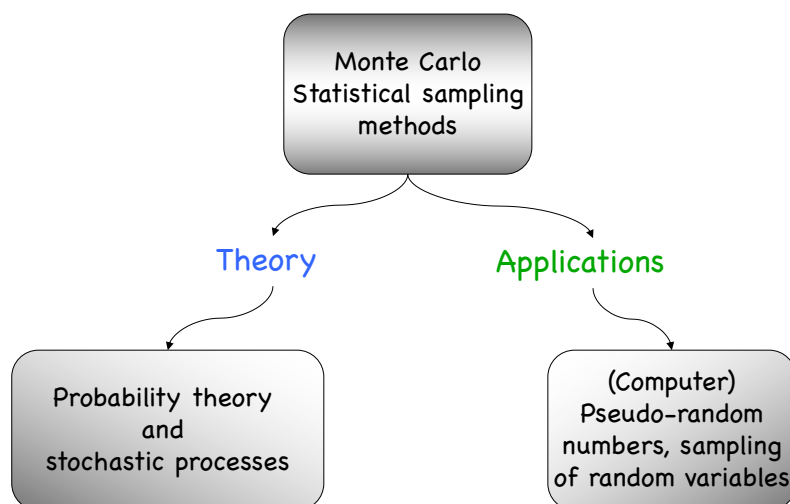 Monte Carlo
Statistical sampling
methods
Theory
Applications
Probability theory
and
stochastic processes
(Computer)
Pseudo-random
numbers, sampling
of random variables